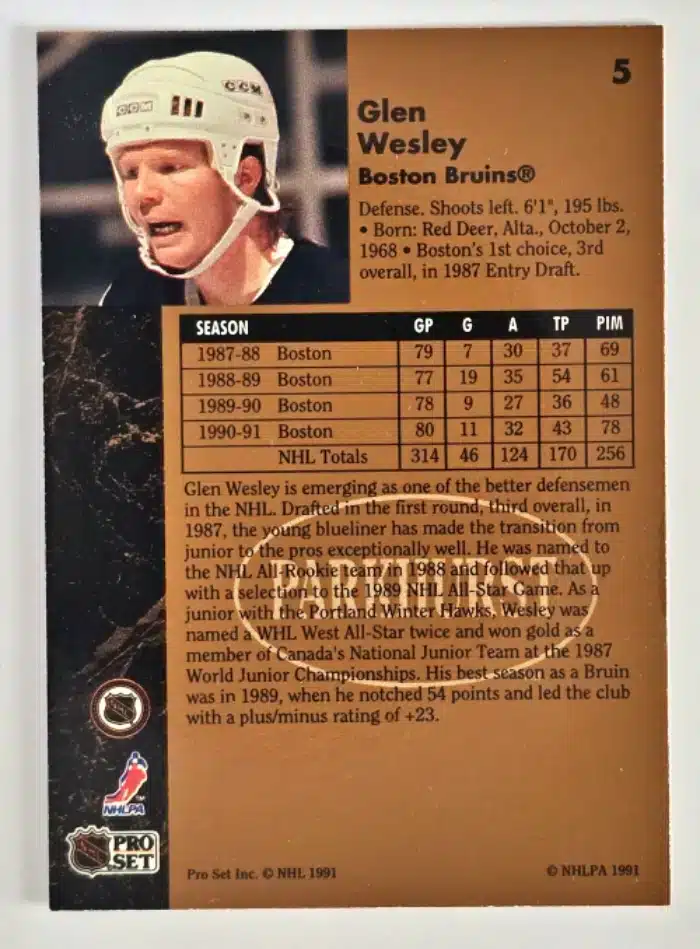 CCM
CCM
5
Glen
Wesley
Boston Bruins®
Defense. Shoots left. 6'1", 195 lbs.
• Born: Red Deer, Alta., October 2,
1968 • Boston's 1st choice, 3rd
overall, in 1987 Entry Draft.
SEASON GP G A TP PIM
1987-88 Boston 79 7 30 37 69
1988-89 Boston 77 19 35 54 61
1989-90 Boston 78 9 27 36 48
1990-91 Boston 80 11 32 43 78
NHL Totals 314 46 124 170 256
Glen Wesley is emerging as one of the better defensemen
in the NHL. Drafted in the first round, third overall, in
1987, the young blueliner has made the transition from
junior to the pros exceptionally well. He was named to
the NHL All-Rookie team in 1988 and followed that up
with a selection to the 1989 NHL All-Star Game. As a
junior with the Portland Winter Hawks, Wesley was
named a WHL West All-Star twice and won gold as a
member of Canada's National Junior Team at the 1987
World Junior Championships. His best season as a Bruin
was in 1989, when he notched 54 points and led the club
with a plus/minus rating of +23.
PARKHURST
NHL
NHLPA
TM
NHL
PRO
SET
Pro Set Inc. © NHL 1991
© NHLPA 1991